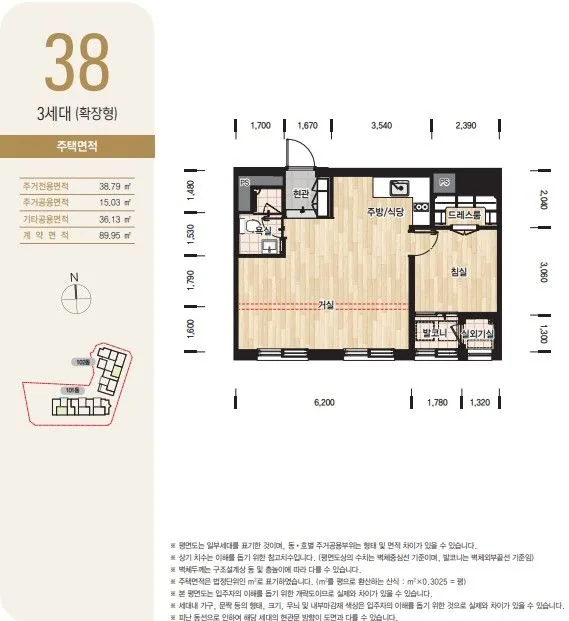 38
3세대 (확장형)
주택면적
주거전용면적 38.79 ㎡
주거공용면적 15.03 ㎡
기타공용면적 36.13 ㎡
계 약 면 적 89.95 ㎡
N
102동
101동
1,700 1,670 3,540 2,390
1,480
1,530
1,790
1,600
2,040
3,060
1,300
PS
현관
PS
주방/식당
드레스룸
욕실
침실
거실
발코니
실외기실
6,200 1,780 1,320
※ 평면도는 일부세대를 표기한 것이며, 동·호별 주거공용부위는 형태 및 면적 차이가 있을 수 있습니다.
※ 상기 치수는 이해를 돕기 위한 참고치수입니다. (평면도상의 수치는 벽체중심선 기준이며, 발코니는 벽체외부끝선 기준임)
※ 벽체두께는 구조설계상 동 및 층높이에 따라 다를 수 있습니다.
※ 주택면적은 법정단위인 ㎡로 표기하였습니다. (㎡를 평으로 환산하는 산식 : ㎡×0.3025 = 평)
※ 본 평면도는 입주자의 이해를 돕기 위한 개략도이므로 실제와 차이가 있을 수 있습니다.
※ 세대내 가구, 문짝 등의 형태, 크기, 무늬 및 내부마감재 색상은 입주자의 이해를 돕기 위한 것으로 실제와 차이가 있을 수 있습니다.
※ 피난 동선으로 인하여 해당 세대의 현관문 방향이 도면과 다를 수 있습니다.